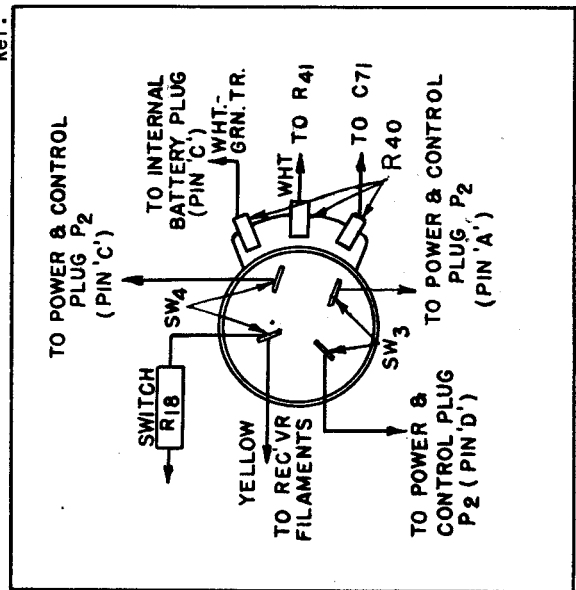 Ref.
TO POWER & CONTROL
PLUG P2
(PIN 'C')
TO INTERNAL
BATTERY PLUG
(PIN 'C')
WHT.-
GRN. TR.
WHT
TO R41
TO C71
R40
SW4
SWITCH
R18
YELLOW
TO REC'VR
FILAMENTS
SW3
TO POWER &
CONTROL PLUG
P2 (PIN 'D')
TO POWER & CONTROL
PLUG P2
(PIN 'A')